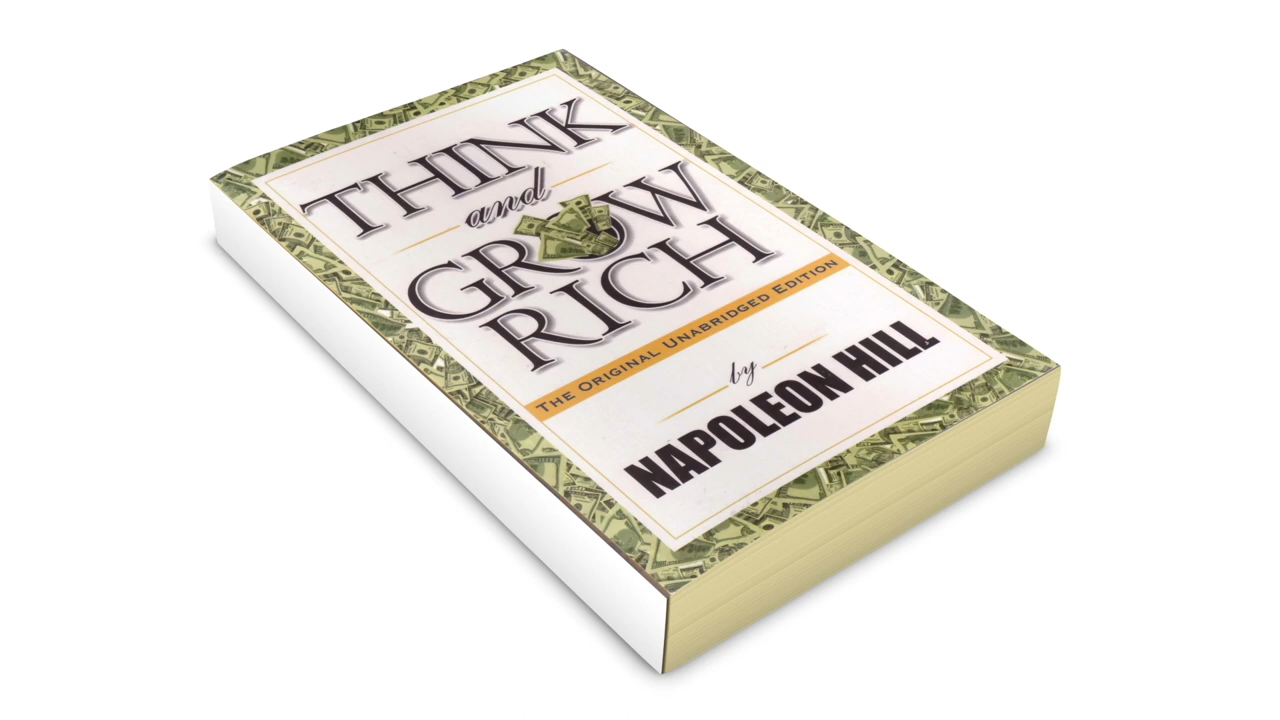 THINK
and
GROW
RICH
THE ORIGINAL UNABRIDGED EDITION
by
NAPOLEON HILL